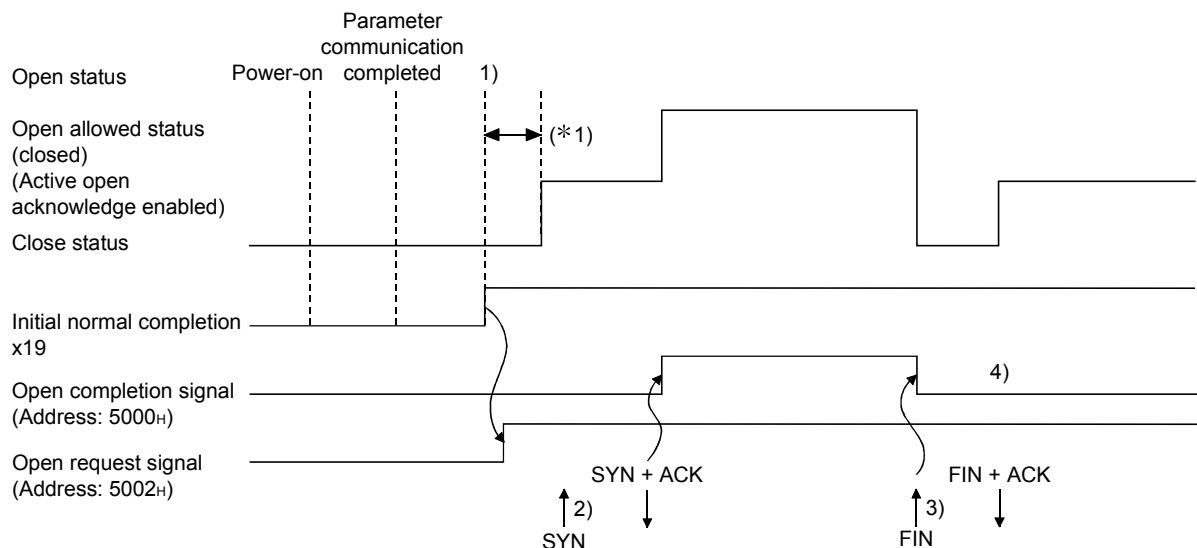 Parameter
communication
Open status
Power-on
completed
1)
Open allowed status
(closed)
(Active open
acknowledge enabled)
(*1)
Close status
Initial normal completion
x19
Open completion signal
(Address: 5000H)
4)
Open request signal
(Address: 5002H)
SYN + ACK
FIN + ACK
2)
3)
SYN
FIN